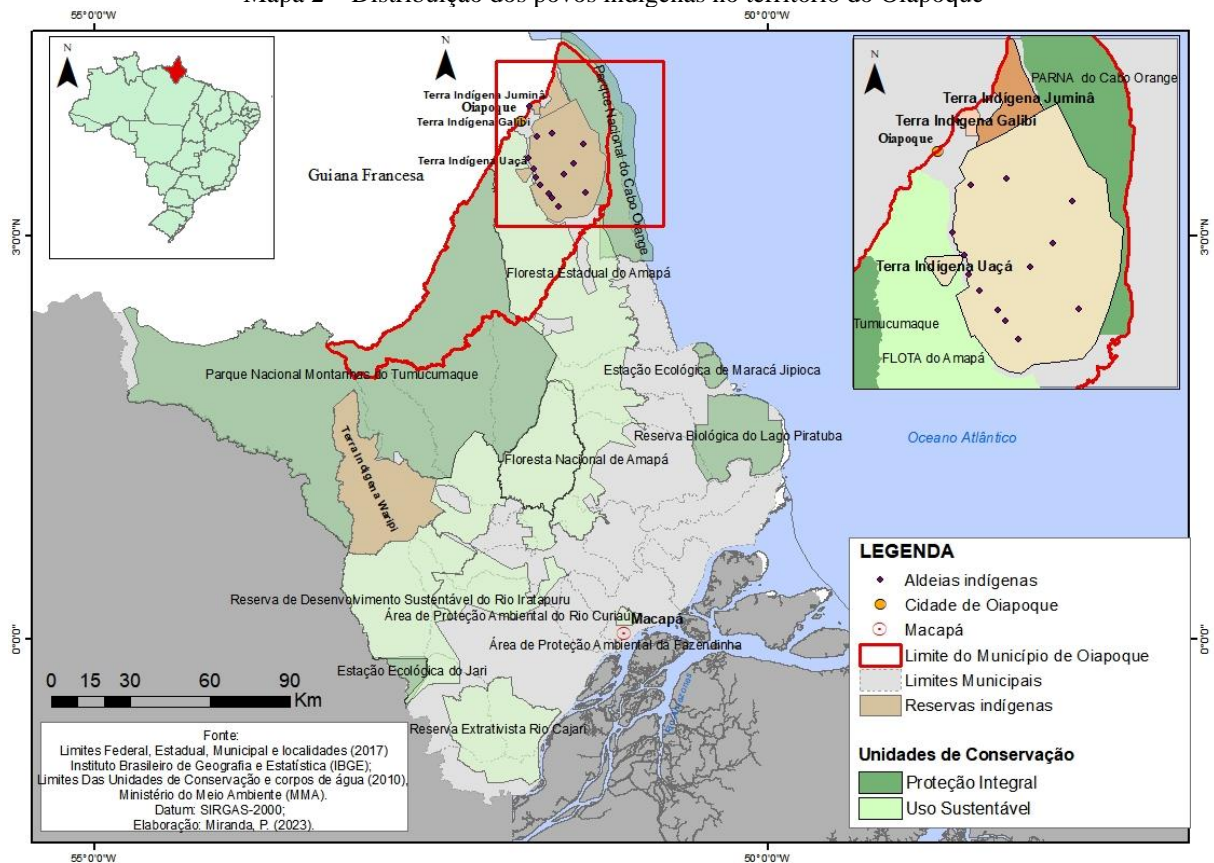 Mapa 2 – Distribuição dos povos indígenas no território do Oiapoque
55°0'0"W
50°0'0"W
N
N
N
Terra Indígena Juminã
Oiapoque
Terra Indígena Galibi
Terra Indígena Uaçá
Guiana Francesa
Parque Nacional do Cabo Orange
PARNA do Cabo Orange
Terra Indígena Juminã
Terra Indígena Galibi
Oiapoque
Terra Indígena Uaçá
Tumucumaque
FLOTA do Amapá
3°0'0"N
3°0'0"N
Floresta Estadual do Amapá
Parque Nacional Montanhas do Tumucumaque
Estação Ecológica de Maracá Jipioca
Reserva Biológica do Lago Piratuba
Oceano Atlântico
Floresta Nacional de Amapá
Terra Indígena Waripi
Reserva de Desenvolvimento Sustentável do Rio Iratapuru
Área de Proteção Ambiental do Rio Curiaú
Macapá
Área de Proteção Ambiental da Fazendinha
Estação Ecológica do Jari
Reserva Extrativista Rio Cajari
Rio Amazonas
0°0'0"
0°0'0"
0 15 30 60 90
Km
Fonte:
Limites Federal, Estadual, Municipal e localidades (2017)
Instituto Brasileiro de Geografia e Estatística (IBGE);
Limites Das Unidades de Conservação e corpos de água (2010),
Ministério do Meio Ambiente (MMA).
Datum: SIRGAS-2000;
Elaboração: Miranda, P. (2023).
LEGENDA
Aldeias indígenas
Cidade de Oiapoque
Macapá
Limite do Município de Oiapoque
Limites Municipais
Reservas indígenas
Unidades de Conservação
Proteção Integral
Uso Sustentável
55°0'0"W
50°0'0"W